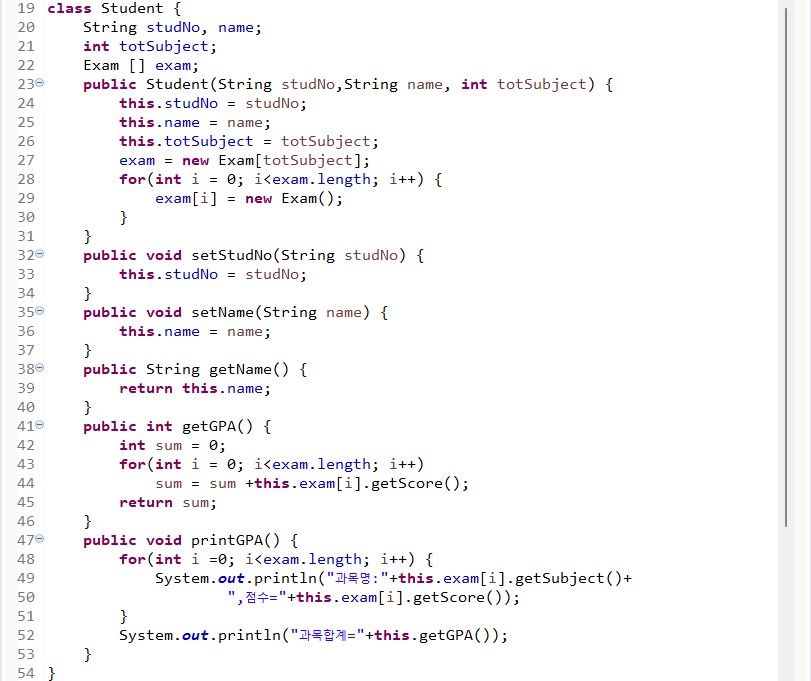 19 class Student {
20 String studNo, name;
21 int totSubject;
22 Exam [] exam;
23 public Student(String studNo,String name, int totSubject) {
24 this.studNo = studNo;
25 this.name = name;
26 this.totSubject = totSubject;
27 exam = new Exam[totSubject];
28 for(int i = 0; i<exam.length; i++) {
29 exam[i] = new Exam();
30 }
31 }
32 public void setStudNo(String studNo) {
33 this.studNo = studNo;
34 }
35 public void setName(String name) {
36 this.name = name;
37 }
38 public String getName() {
39 return this.name;
40 }
41 public int getGPA() {
42 int sum = 0;
43 for(int i = 0; i<exam.length; i++)
44 sum = sum +this.exam[i].getScore();
45 return sum;
46 }
47 public void printGPA() {
48 for(int i =0; i<exam.length; i++) {
49 System.out.println("과목명:"+this.exam[i].getSubject()+
50 ",점수="+this.exam[i].getScore());
51 }
52 System.out.println("과목합계="+this.getGPA());
53 }
54 }